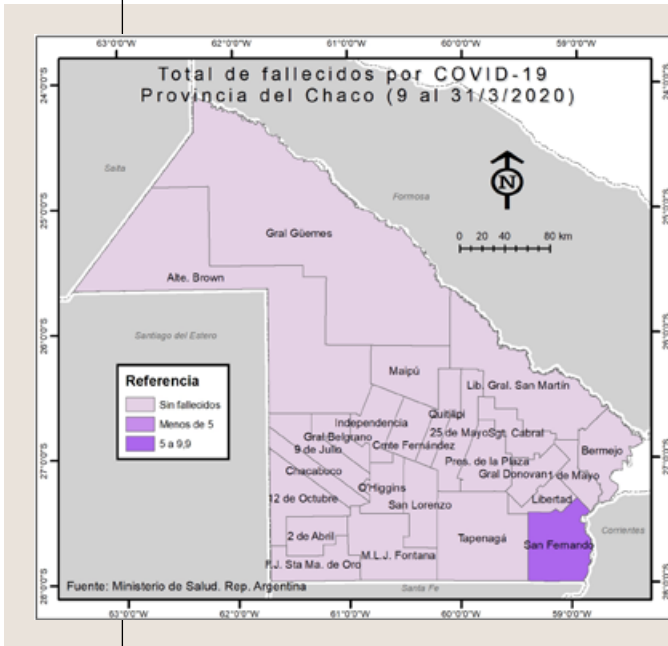 63°0'0"W 62°0'0"W 61°0'0"W 60°0'0"W 59°0'0"W
Total de fallecidos por COVID-19
Provincia del Chaco (9 al 31/3/2020)
24°0'0"S
24°0'0"S
Salta
Formosa
N
0 20 40 80 km
25°0'0"S
25°0'0"S
Gral Güemes
Alte. Brown
Santiago del Estero
26°0'0"S
26°0'0"S
Referencia
Sin fallecidos
Menos de 5
5 a 9,9
Maipú
Lib. Gral. San Martín
Quitilipi
Independencia
25 de Mayo
Sgt. Cabral
Gral Belgrano
Cmte Fernández
9 de Julio
Bermejo
Pres. de la Plaza
27°0'0"S
27°0'0"S
Chacabuco
Gral Donovan
1 de Mayo
O'Higgins
12 de Octubre
San Lorenzo
Libertad
2 de Abril
Tapenagá
San Fernando
Corrientes
M.L.J. Fontana
F.J. Sta Ma. de Oro
Fuente: Ministerio de Salud. Rep. Argentina
Santa Fe
28°0'0"S
28°0'0"S
63°0'0"W 62°0'0"W 61°0'0"W 60°0'0"W 59°0'0"W